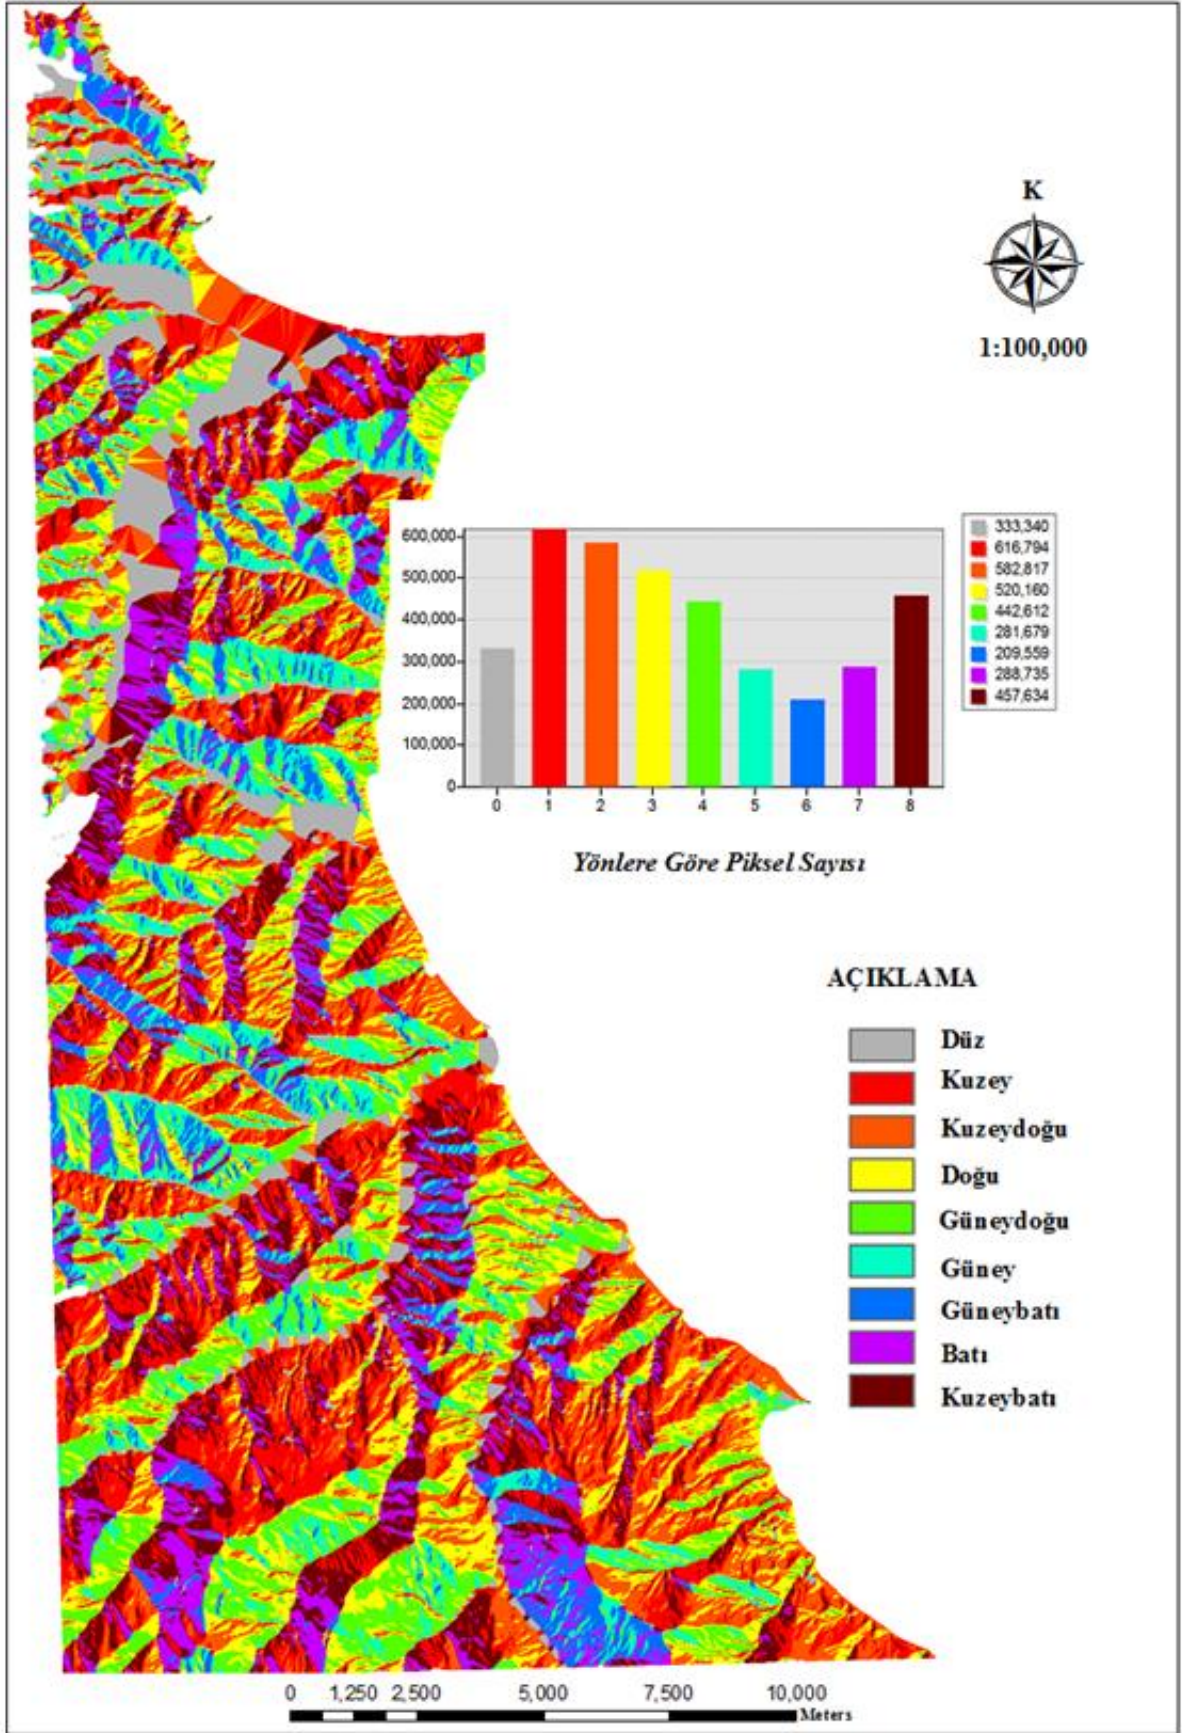 K
1:100,000
600,000
500,000
400,000
300,000
200,000
100,000
0
0 1 2 3 4 5 6 7 8
333,340
616,794
582,817
520,160
442,612
281,679
209,559
288,735
457,634
Yönlere Göre Piksel Sayısı
AÇIKLAMA
Düz
Kuzey
Kuzeydoğu
Doğu
Güneydoğu
Güney
Güneybatı
Batı
Kuzeybatı
0 1,250 2,500 5,000 7,500 10,000
Meters